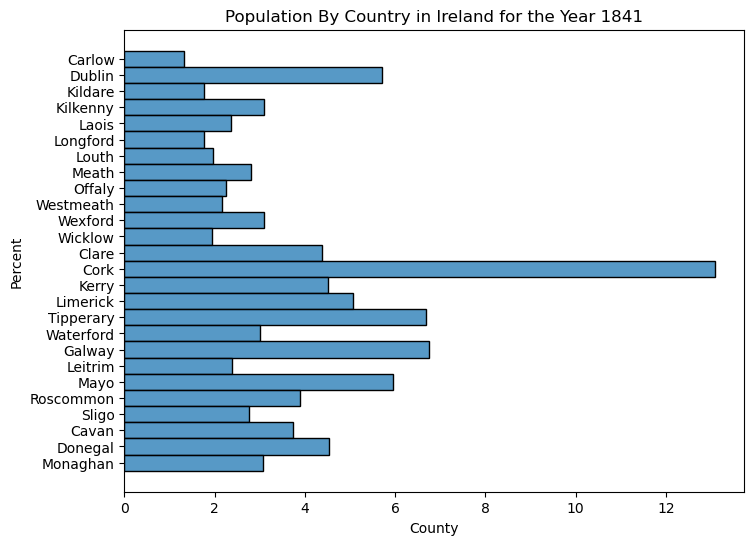 Population By Country in Ireland for the Year 1841
Percent
Carlow
Dublin
Kildare
Kilkenny
Laois
Longford
Louth
Meath
Offaly
Westmeath
Wexford
Wicklow
Clare
Cork
Kerry
Limerick
Tipperary
Waterford
Galway
Leitrim
Mayo
Roscommon
Sligo
Cavan
Donegal
Monaghan
0 2 4 6 8 10 12
County